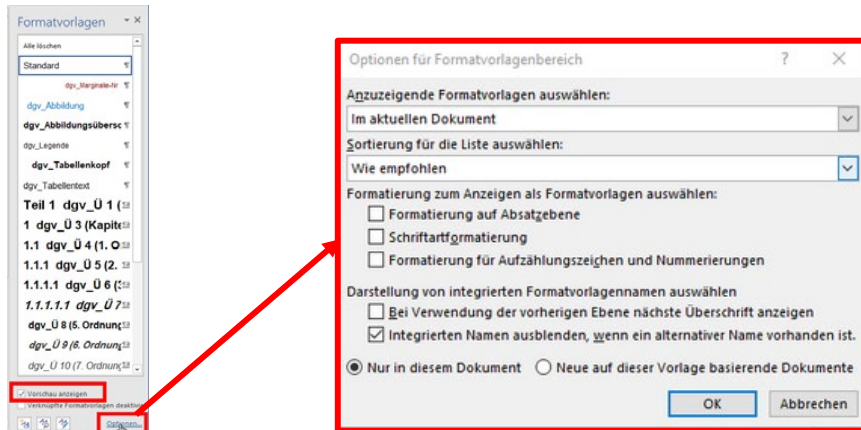 Formatvorlagen
Alle löschen
Standard
dgv_Marginalie-Nr
dgv_Abbildung
dgv_Abbildungsübersc
dgv_Legende
dgv_Tabellenkopf
dgv_Tabellentext
Teil 1 dgv_Ü 1 (
1 dgv_Ü 3 (Kapite
1.1 dgv_Ü 4 (1. O
1.1.1 dgv_Ü 5 (2.
1.1.1.1 dgv_Ü 6 (3
1.1.1.1.1 dgv_Ü 7
dgv_Ü 8 (5. Ordnung
dgv_Ü 9 (6. Ordnung
dgv_Ü 10 (7. Ordnung
Vorschau anzeigen
Verknüpfte Formatvorlagen deaktivie
Optionen...
Optionen für Formatvorlagenbereich ?
Anzuzeigende Formatvorlagen auswählen:
Im aktuellen Dokument
Sortierung für die Liste auswählen:
Wie empfohlen
Formatierung zum Anzeigen als Formatvorlagen auswählen:
Formatierung auf Absatzebene
Schriftartformatierung
Formatierung für Aufzählungszeichen und Nummerierungen
Darstellung von integrierten Formatvorlagennamen auswählen
Bei Verwendung der vorherigen Ebene nächste Überschrift anzeigen
Integrierten Namen ausblenden, wenn ein alternativer Name vorhanden ist.
Nur in diesem Dokument Neue auf dieser Vorlage basierende Dokumente
OK Abbrechen